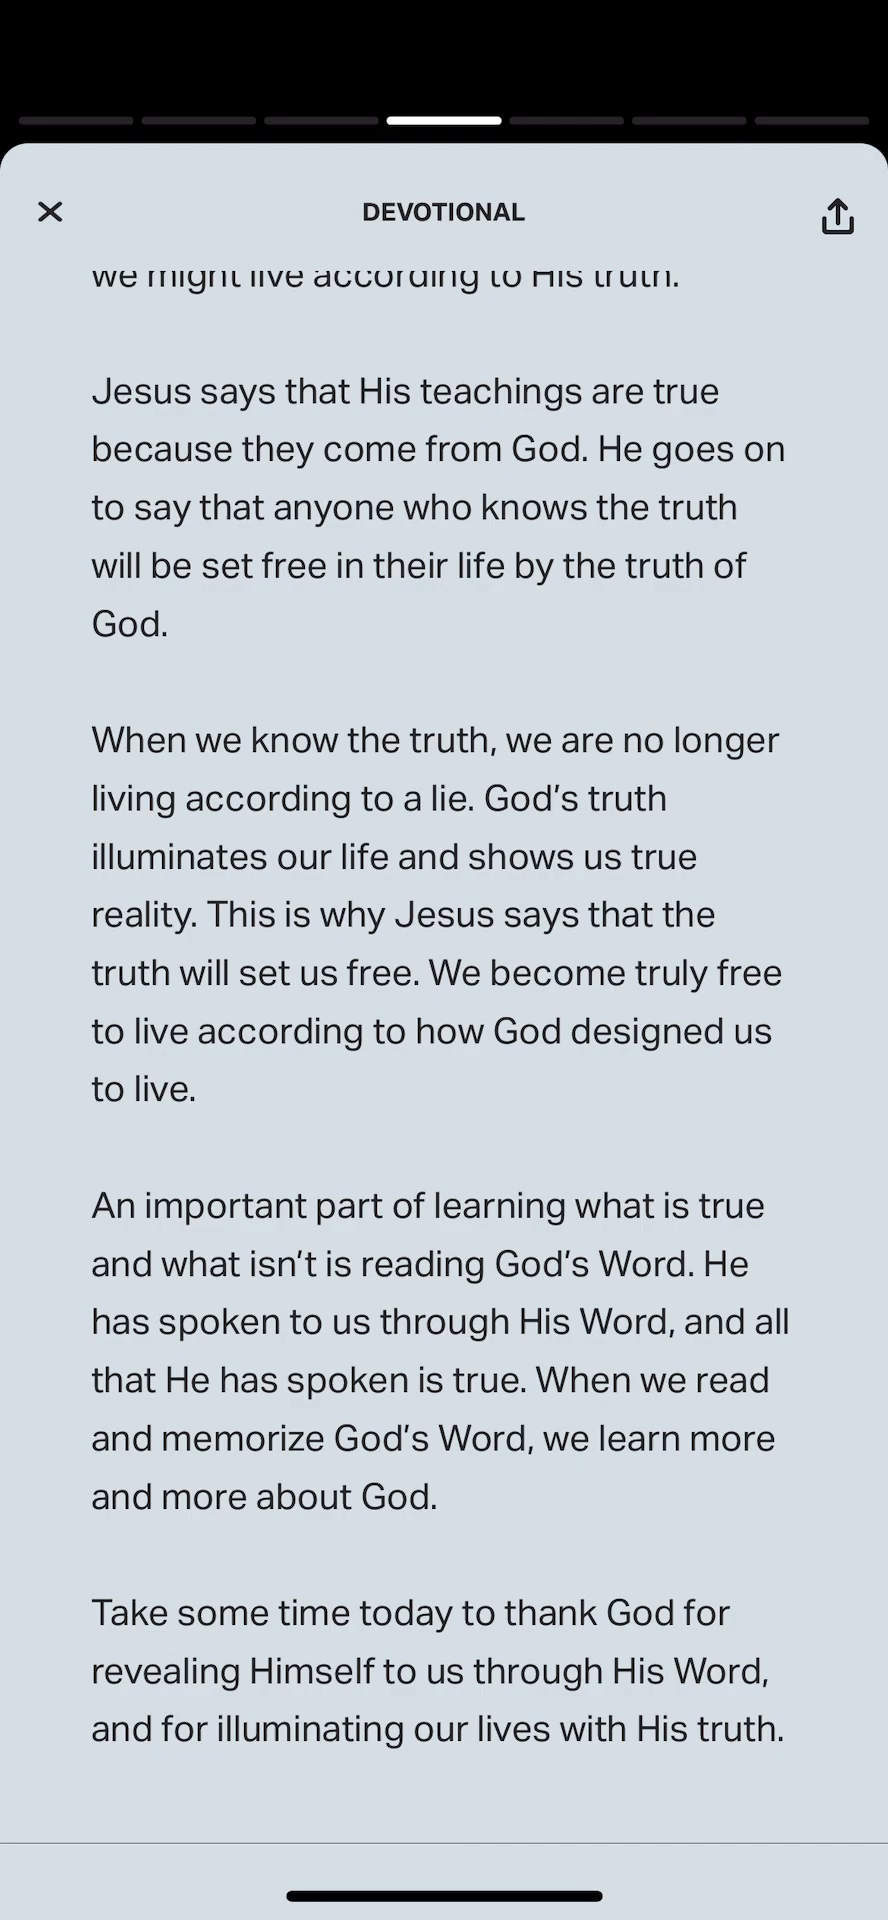 DEVOTIONAL
we might live according to His truth.
Jesus says that His teachings are true
because they come from God. He goes on
to say that anyone who knows the truth
will be set free in their life by the truth of
God.
When we know the truth, we are no longer
living according to a lie. God’s truth
illuminates our life and shows us true
reality. This is why Jesus says that the
truth will set us free. We become truly free
to live according to how God designed us
to live.
An important part of learning what is true
and what isn’t is reading God’s Word. He
has spoken to us through His Word, and all
that He has spoken is true. When we read
and memorize God’s Word, we learn more
and more about God.
Take some time today to thank God for
revealing Himself to us through His Word,
and for illuminating our lives with His truth.